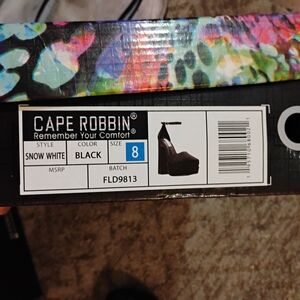 CAPE ROBBIN®
Remember Your Comfort®
STYLE COLOR SIZE
SNOW WHITE BLACK 8
MSRP BATCH
FLD9813